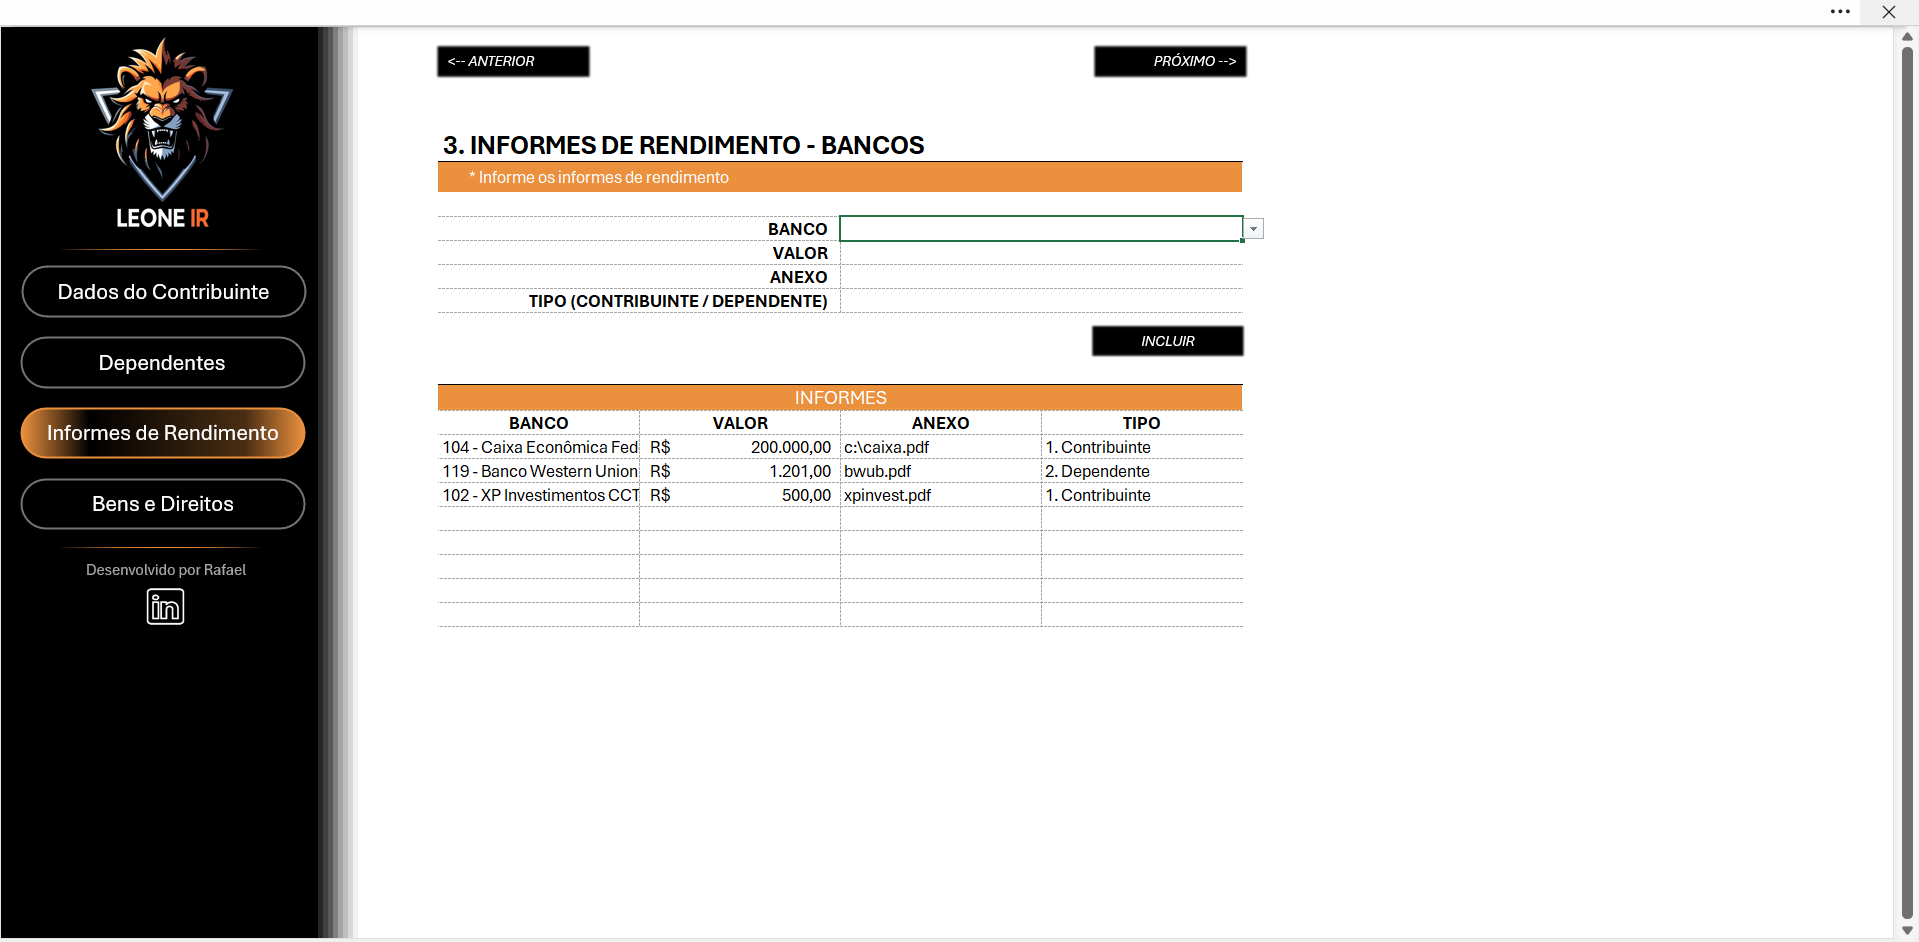 LEONE IR
Dados do Contribuinte
Dependentes
Informes de Rendimento
Bens e Direitos
Desenvolvido por Rafael
in
<-- ANTERIOR
PRÓXIMO -->
3. INFORMES DE RENDIMENTO - BANCOS
* Informe os informes de rendimento
BANCO
VALOR
ANEXO
TIPO (CONTRIBUINTE / DEPENDENTE)
INCLUIR
INFORMES
BANCO VALOR ANEXO TIPO
104 - Caixa Econômica Fed R$ 200.000,00 c:\caixa.pdf 1. Contribuinte
119 - Banco Western Union R$ 1.201,00 bwub.pdf 2. Dependente
102 - XP Investimentos CCT R$ 500,00 xpinvest.pdf 1. Contribuinte